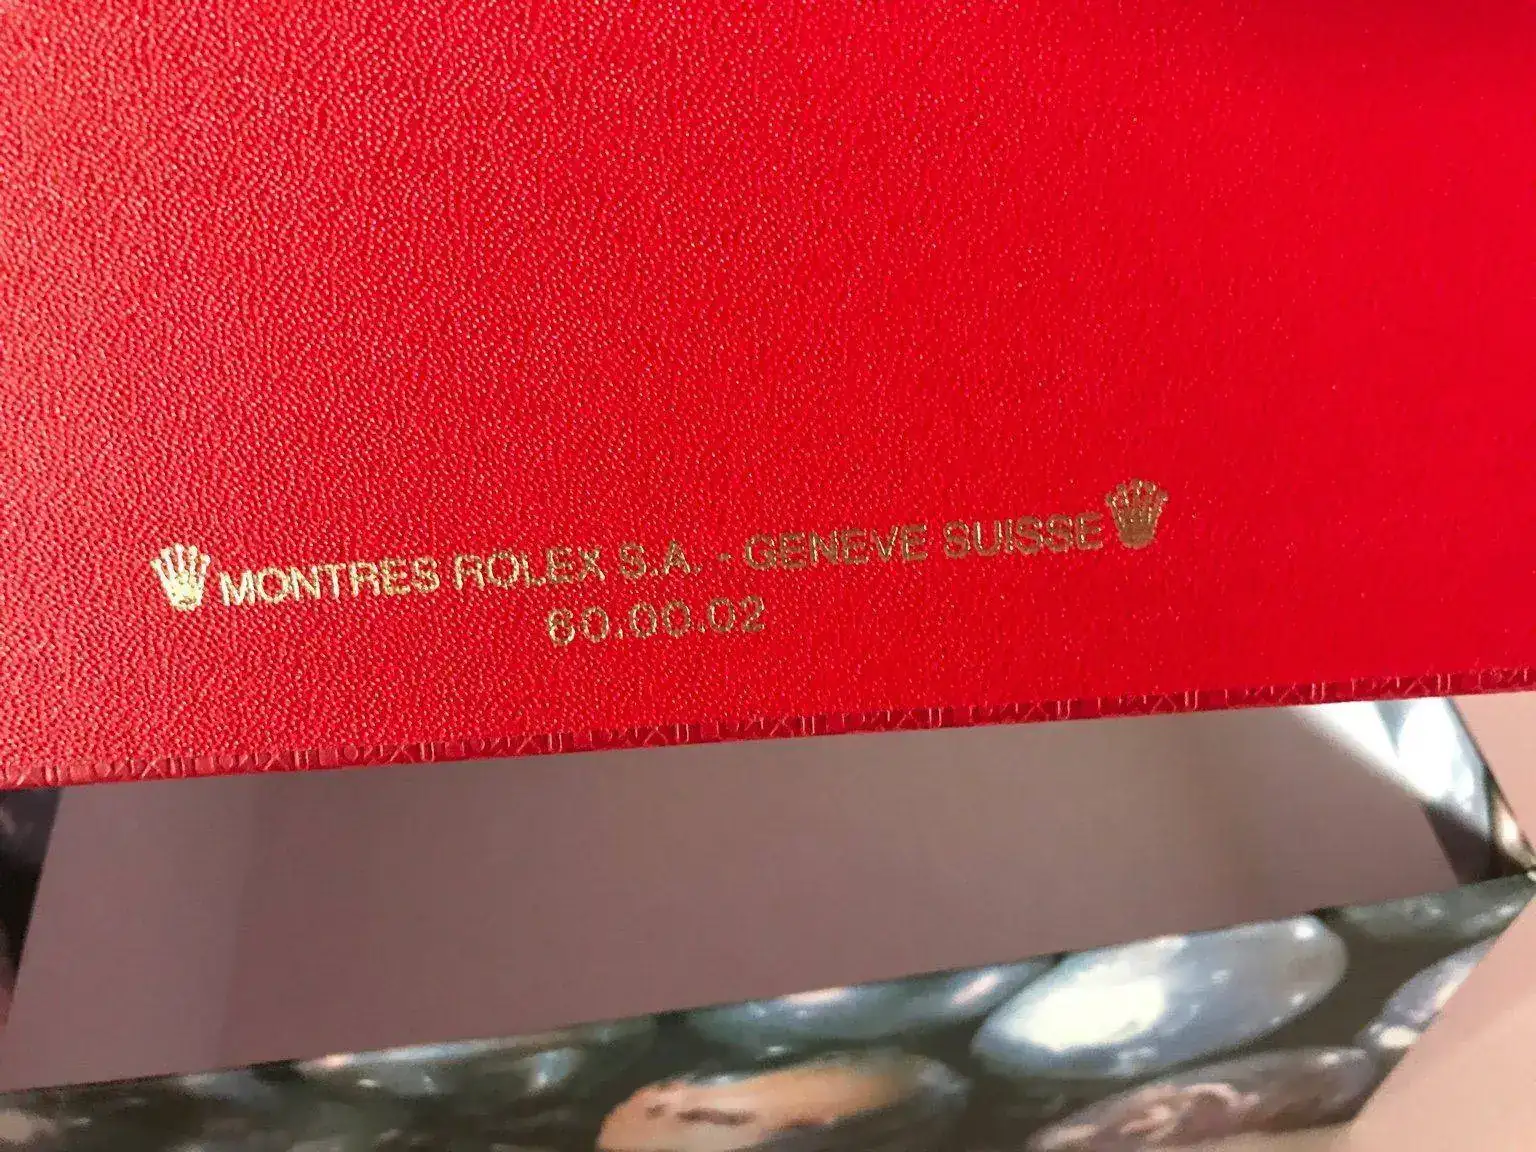 MONTRES ROLEX S.A. - GENEVE SUISSE
60.00.02